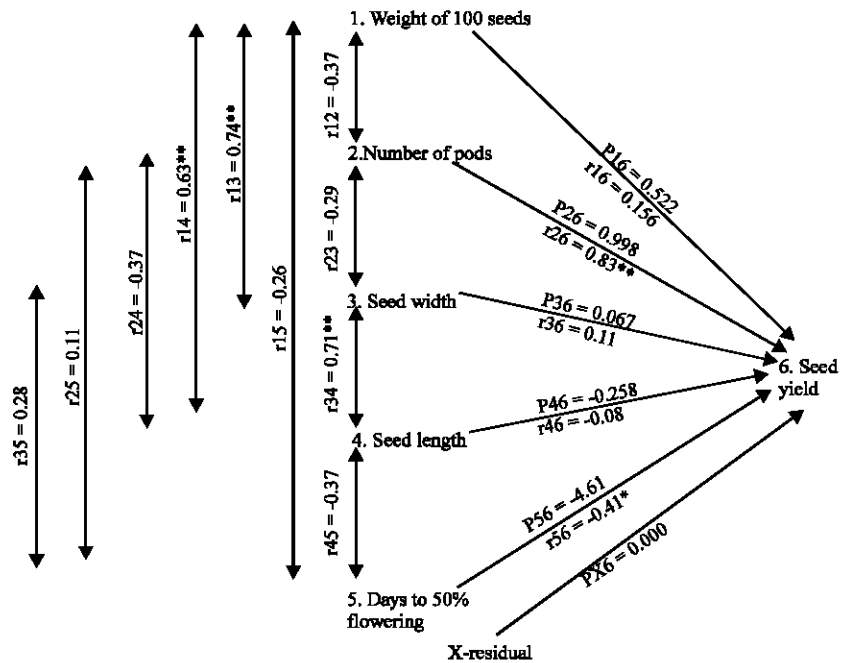 1. Weight of 100 seeds
r12 = -0.37
2.Number of pods
r23 = -0.29
3. Seed width
r34 = 0.71**
4. Seed length
r45 = -0.37
5. Days to 50%
flowering
X-residual
r35 = 0.28
r25 = 0.11
r24 = -0.37
r14 = 0.63**
r13 = 0.74**
r15 = -0.26
P16 = 0.522
r16 = 0.156
P26 = 0.998
r26 = 0.83**
P36 = 0.067
r36 = 0.11
P46 = -0.258
r46 = -0.08
P56 = -4.61
r56 = -0.41*
PX6 = 0.000
6. Seed
yield